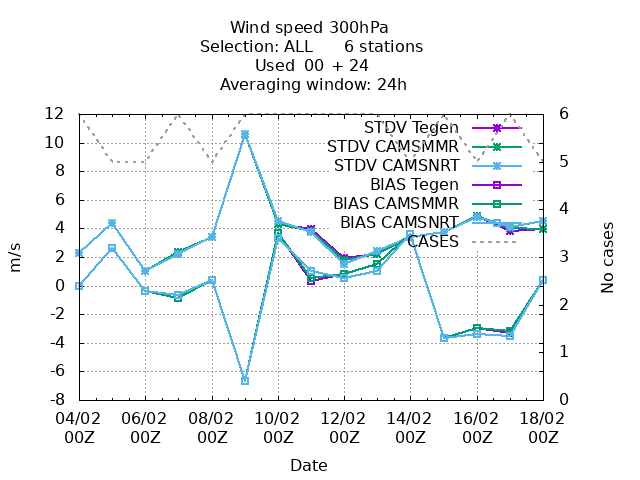 Wind speed 300hPa
Selection: ALL 6 stations
Used 00 + 24
Averaging window: 24h
12
10
8
6
4
2
0
-2
-4
-6
-8
m/s
6
5
4
3
2
1
0
No cases
STDV Tegen
STDV CAMSMMR
STDV CAMSNRT
BIAS Tegen
BIAS CAMSMMR
BIAS CAMSNRT
CASES
04/02 06/02 08/02 10/02 12/02 14/02 16/02 18/02
00Z 00Z 00Z 00Z 00Z 00Z 00Z 00Z
Date